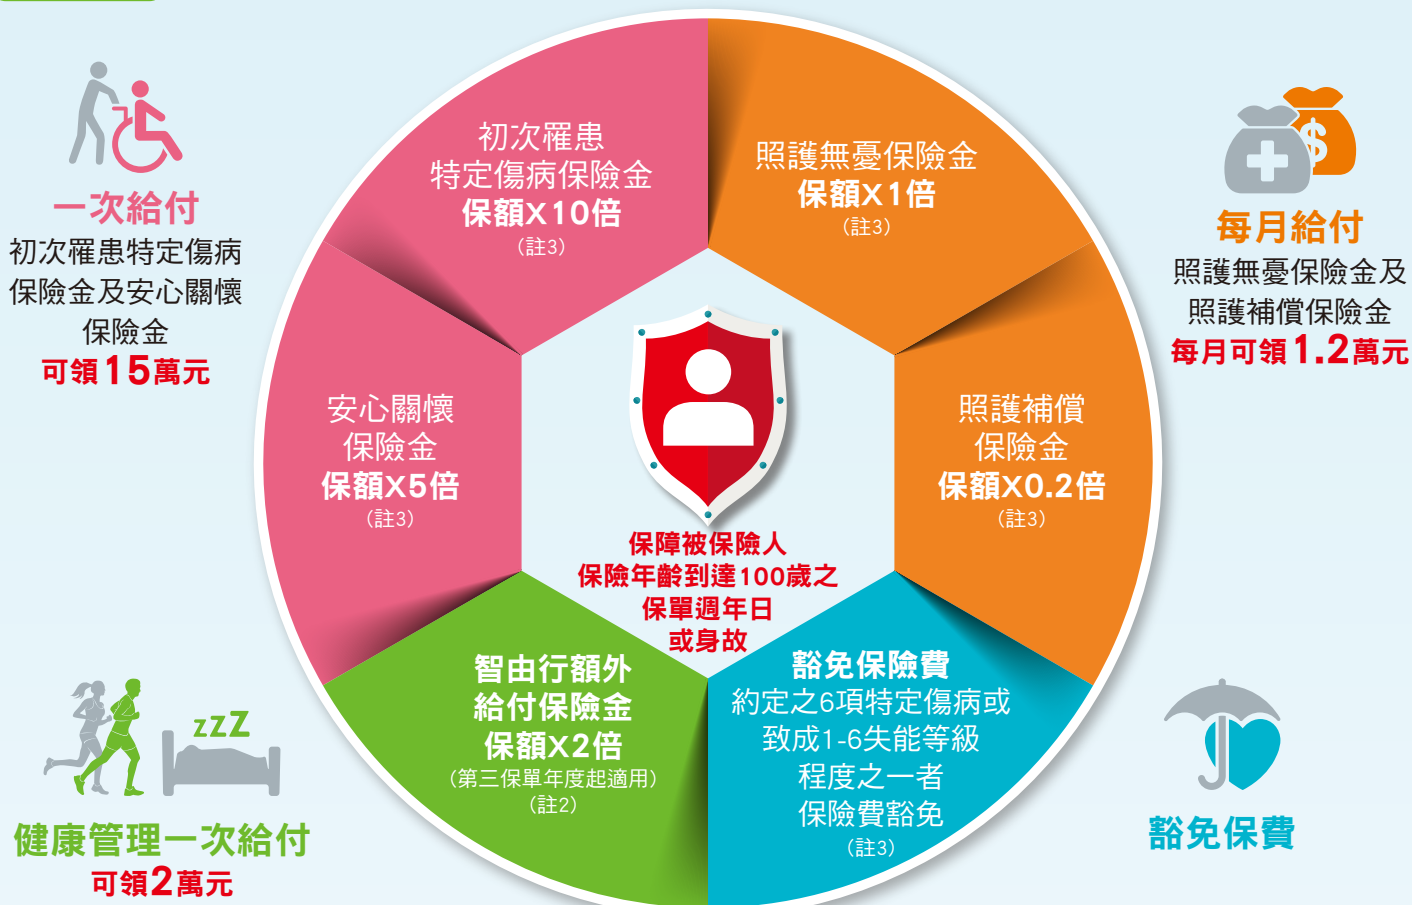 一次給付
初次罹患特定傷病
保險金及安心關懷
保險金
可領15萬元
初次罹患
特定傷病保險金
保額X10倍
（註3）
照護無憂保險金
保額X1倍
（註3）
每月給付
照護無憂保險金及
照護補償保險金
每月可領1.2萬元
安心關懷
保險金
保額X5倍
（註3）
照護補償
保險金
保額X0.2倍
（註3）
保障被保險人
保險年齡到達100歲之
保單週年日
或身故
智由行額外
給付保險金
保額X2倍
（第三保單年度起適用）
（註2）
豁免保險費
約定之6項特定傷病或
致成1-6失能等級
程度之一者
保險費豁免
（註3）
zzZ
健康管理一次給付
可領2萬元
$
豁免保費